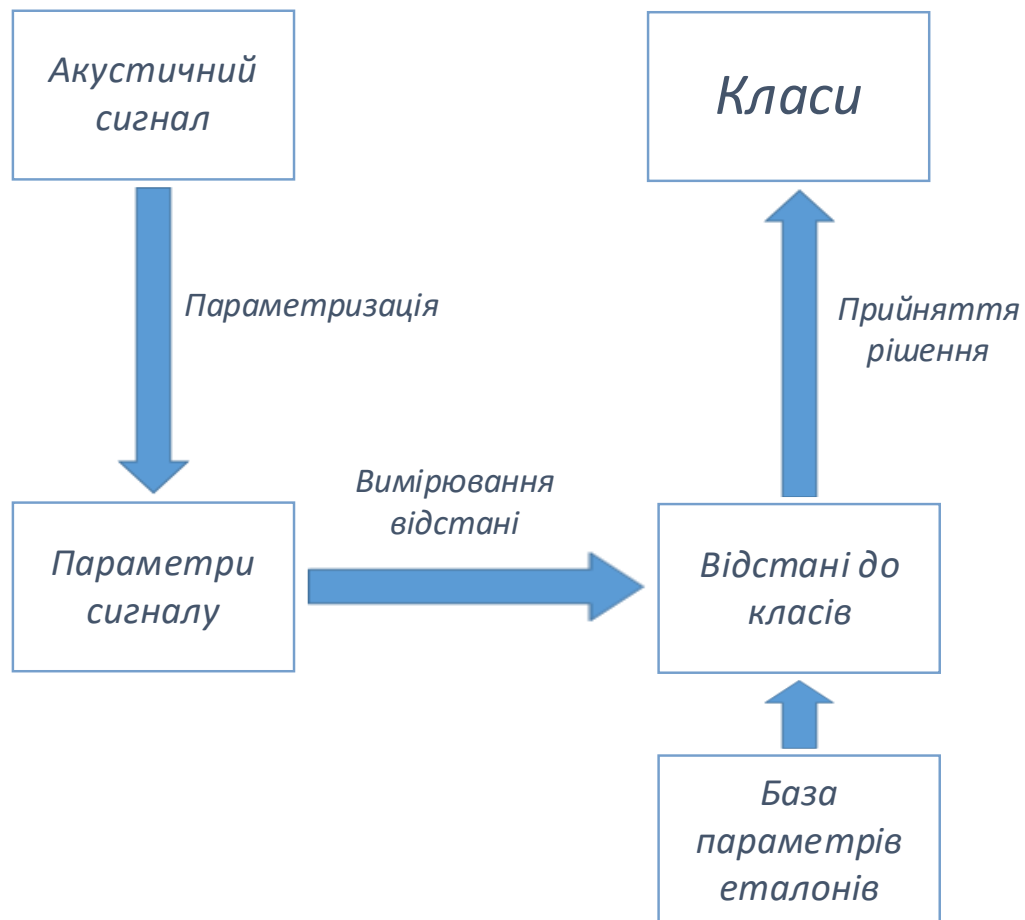 Акустичний
сигнал
Класи
Параметризація
Прийняття
рішення
Вимірювання
відстані
Параметри
сигналу
Відстані до
класів
База
параметрів
еталонів